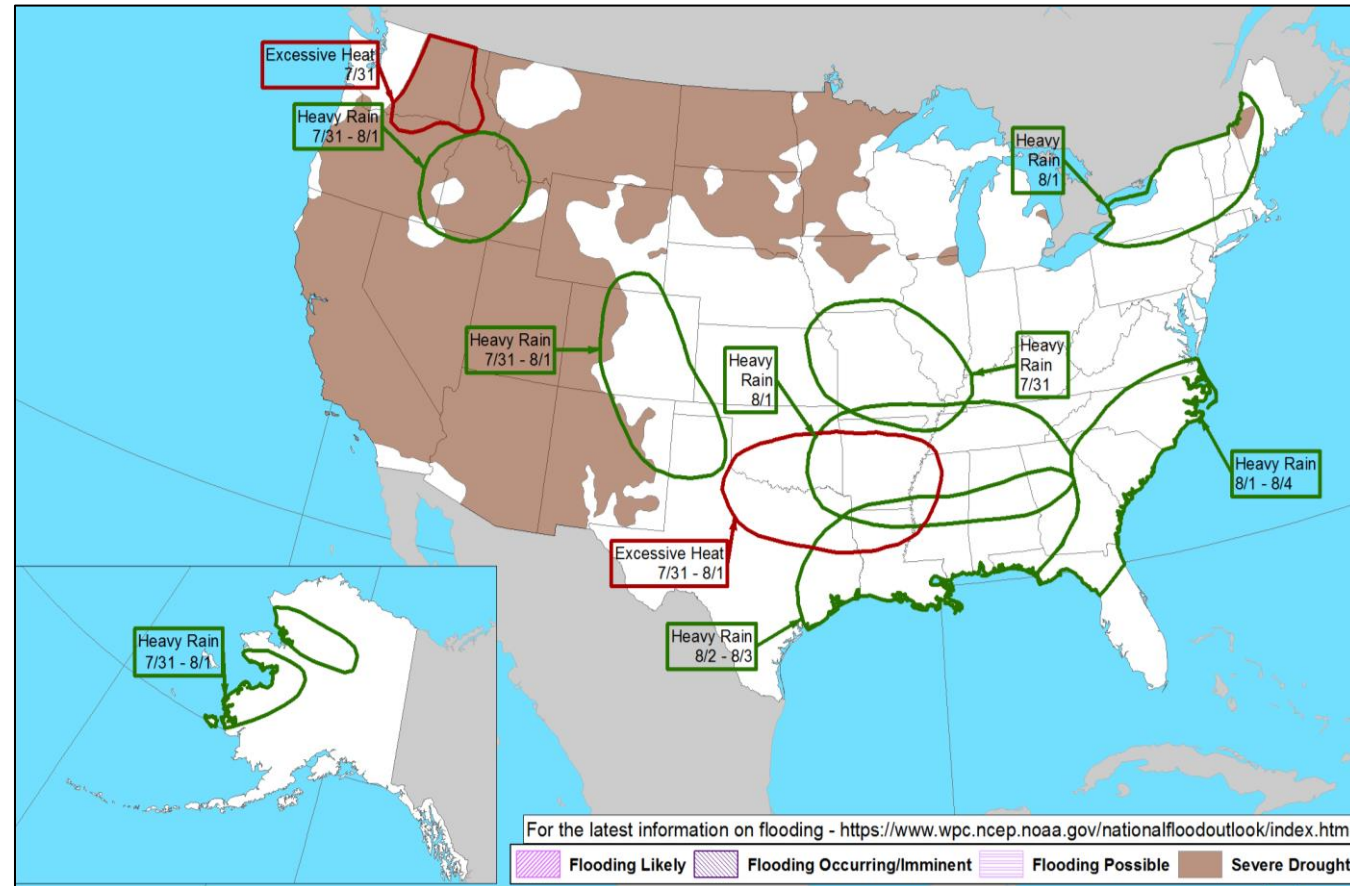 Excessive Heat
7/31
Heavy Rain
7/31 - 8/1
Heavy
Rain
8/1
Heavy Rain
7/31 - 8/1
Heavy
Rain
8/1
Heavy
Rain
7/31
Heavy Rain
8/1 - 8/4
Excessive Heat
7/31 - 8/1
Heavy Rain
8/2 - 8/3
Heavy Rain
7/31 - 8/1
For the latest information on flooding - https://www.wpc.ncep.noaa.gov/nationalfloodoutlook/index.htm
Flooding Likely Flooding Occurring/Imminent Flooding Possible Severe Drought